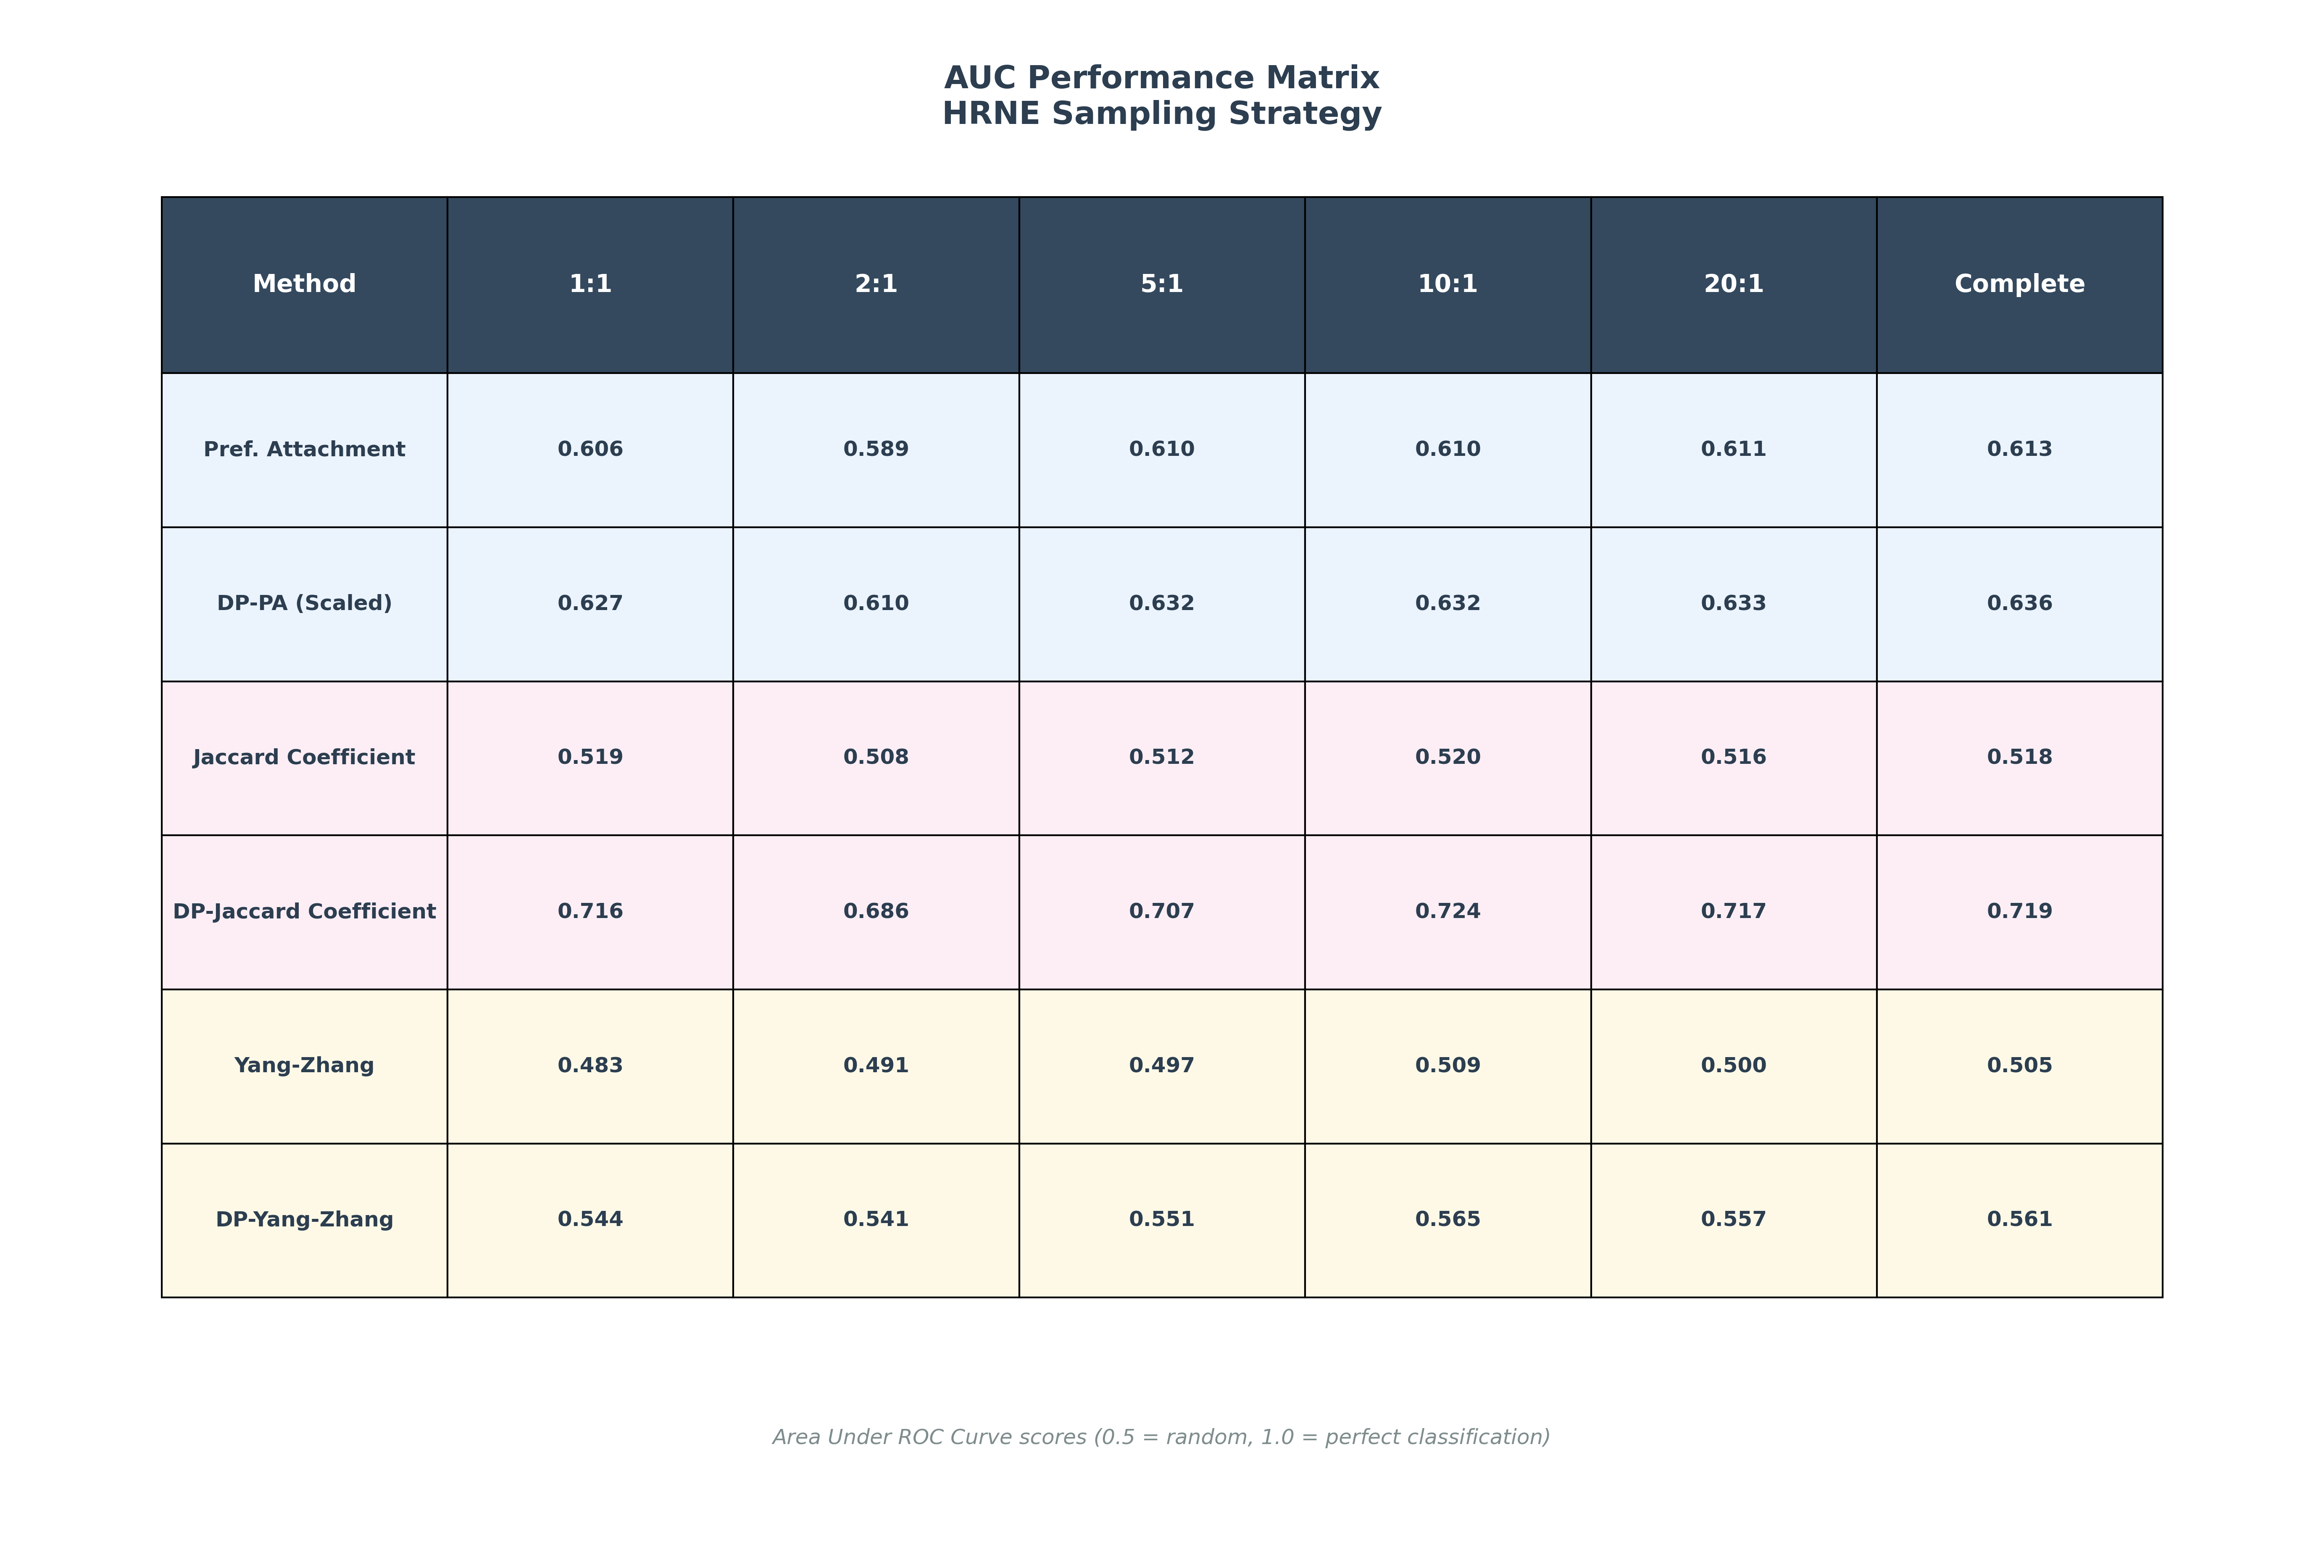 AUC Performance Matrix
HRNE Sampling Strategy
Method 1:1 2:1 5:1 10:1 20:1 Complete
Pref. Attachment 0.606 0.589 0.610 0.610 0.611 0.613
DP-PA (Scaled) 0.627 0.610 0.632 0.632 0.633 0.636
Jaccard Coefficient 0.519 0.508 0.512 0.520 0.516 0.518
DP-Jaccard Coefficient 0.716 0.686 0.707 0.724 0.717 0.719
Yang-Zhang 0.483 0.491 0.497 0.509 0.500 0.505
DP-Yang-Zhang 0.544 0.541 0.551 0.565 0.557 0.561
Area Under ROC Curve scores (0.5 = random, 1.0 = perfect classification)